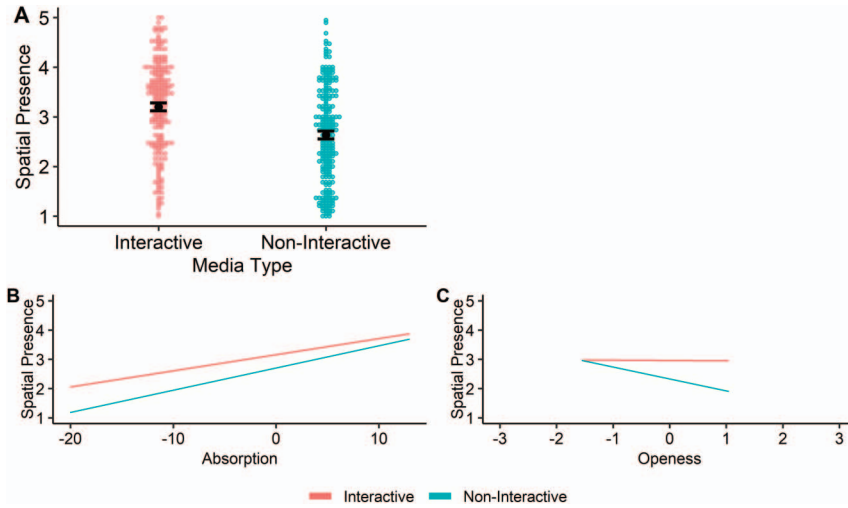 A
Spatial Presence
5
4
3
2
1
Interactive Non-Interactive
Media Type
B
Spatial Presence
5
4
3
2
1
-20 -10 0 10
Absorption
C
Spatial Presence
5
4
3
2
1
-3 -2 -1 0 1 2 3
Openess
Interactive Non-Interactive